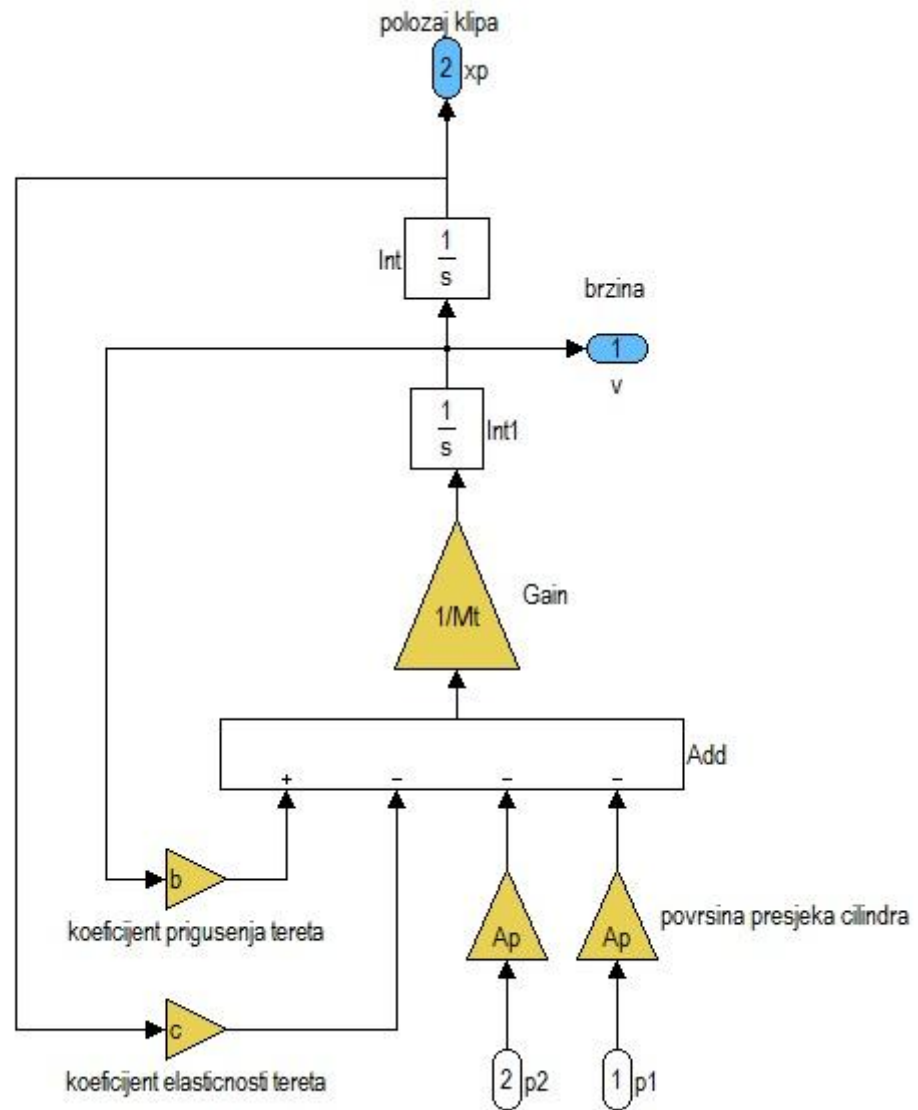 polozaj klipa
2 xp
Int
1
s
brzina
1
v
1
s
Int1
Gain
1/Mt
Add
+ − − −
b
koeficijent prigusenja tereta
Ap
Ap
povrsina presjeka cilindra
c
koeficijent elasticnosti tereta
2 p2
1 p1